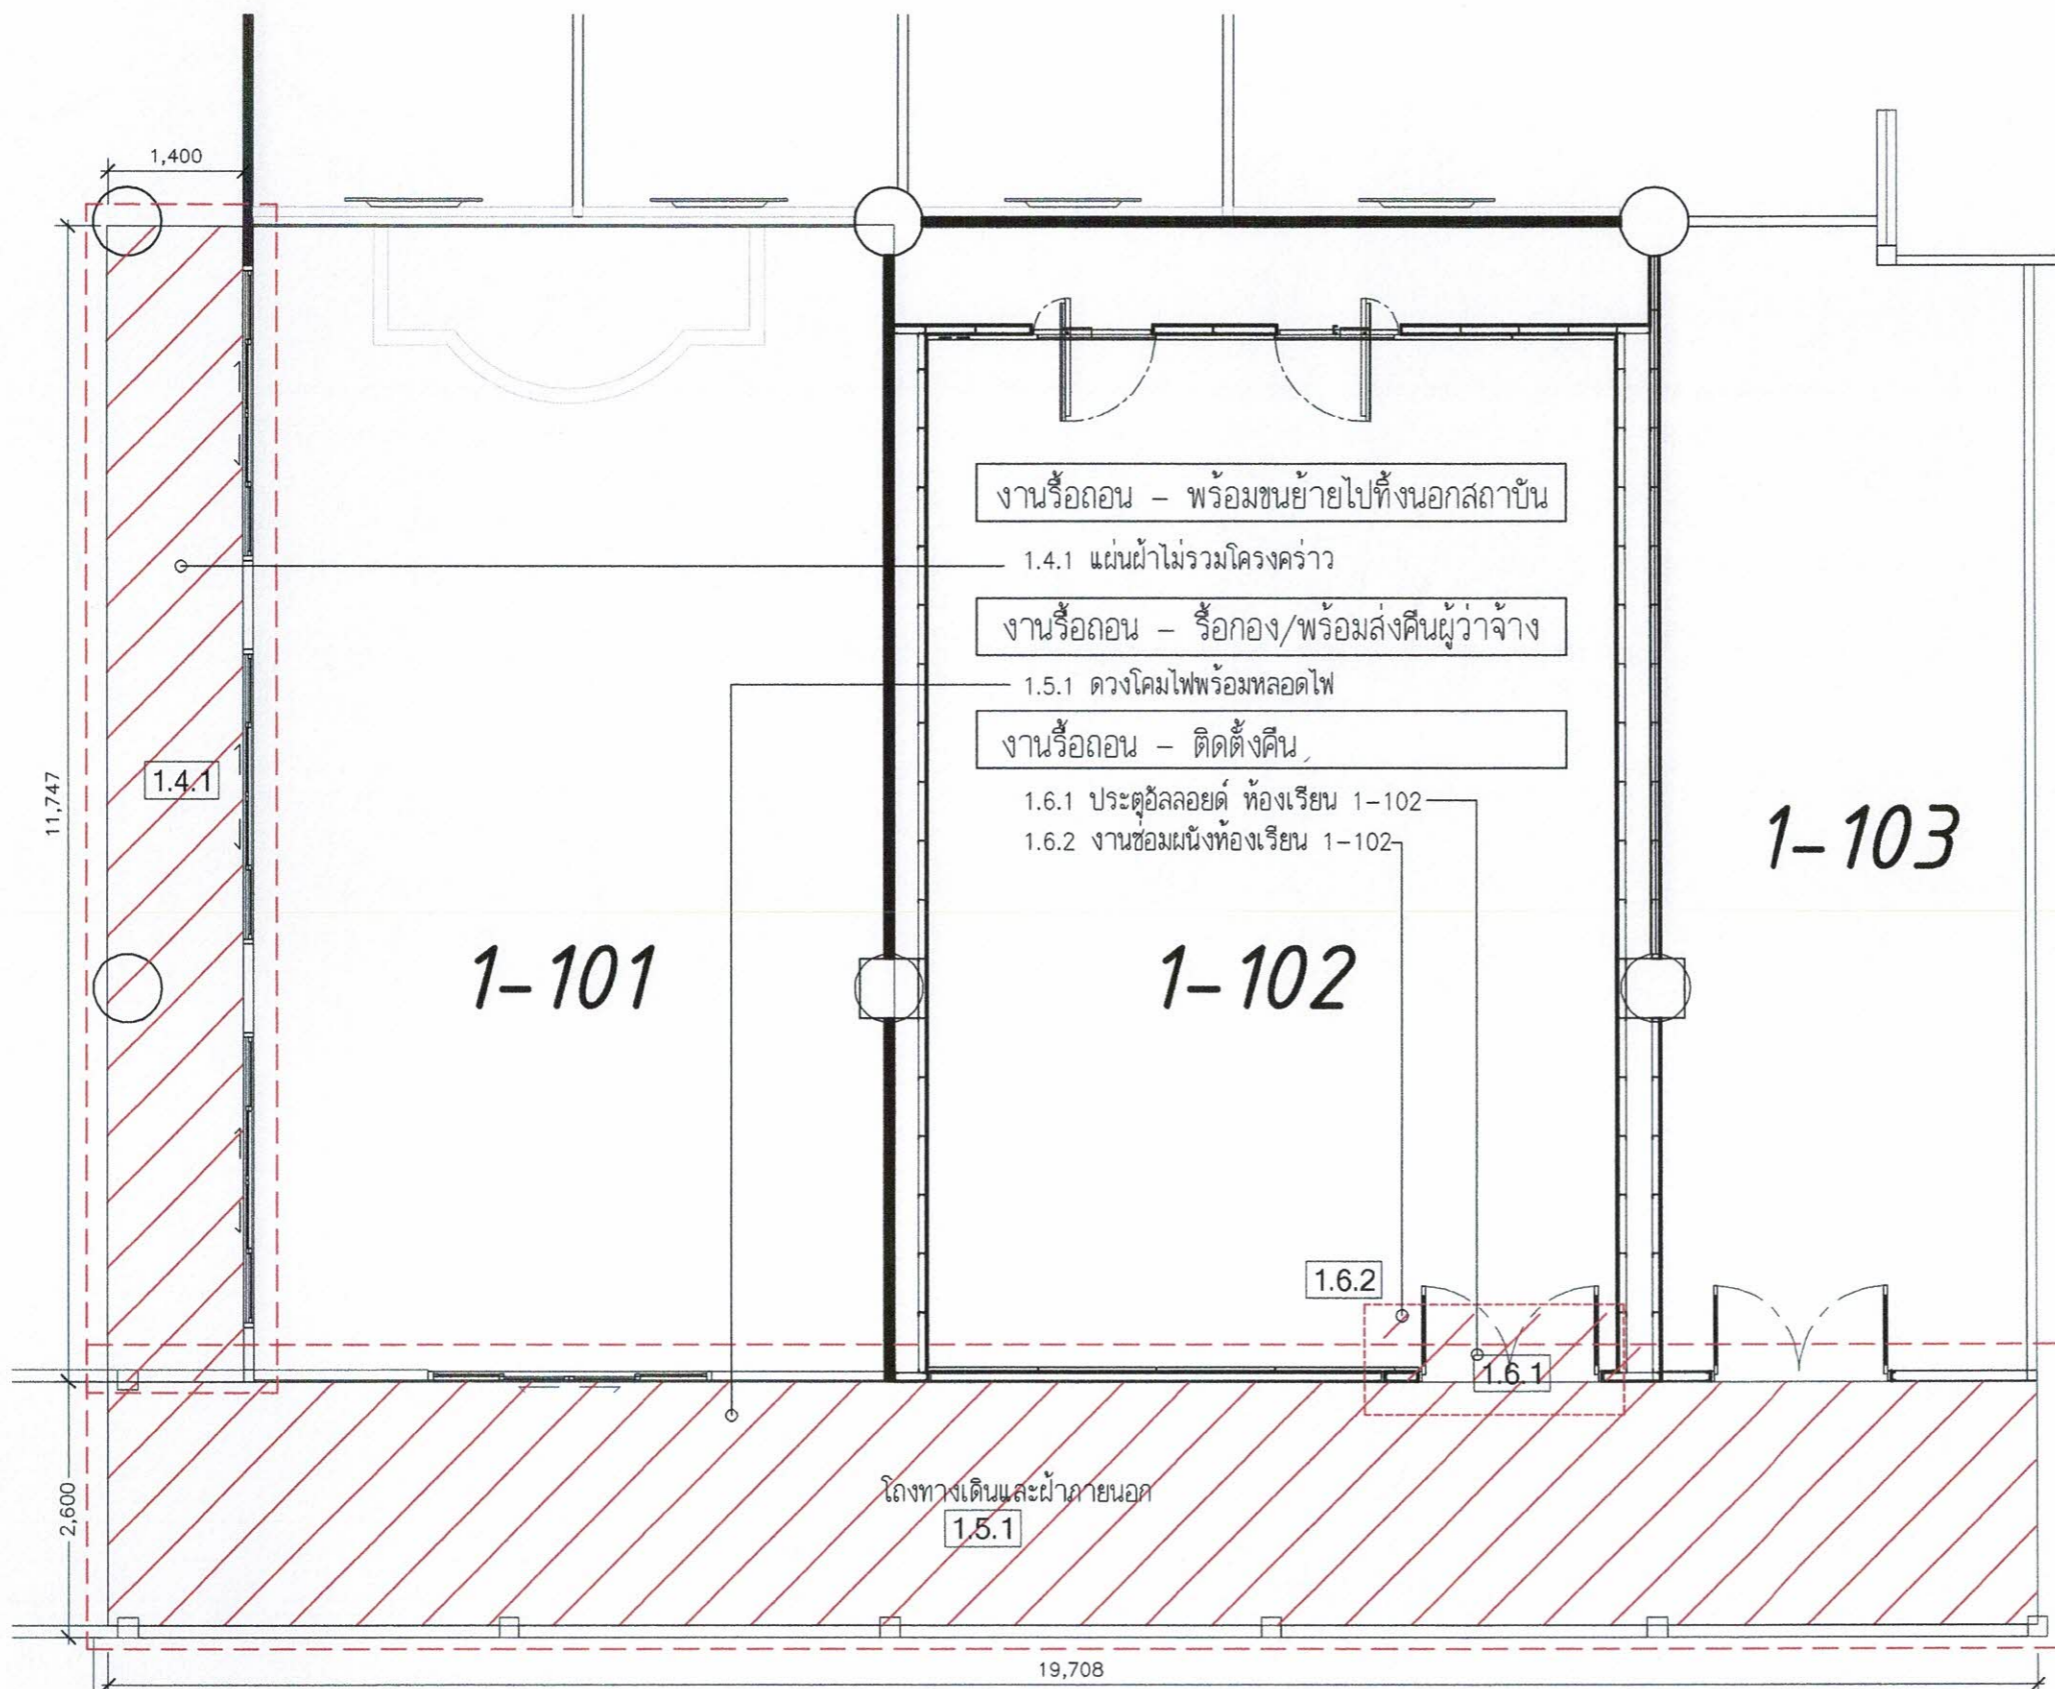 1,400
งานรื้อถอน - พร้อมขนย้ายไปทิ้งนอกสถาบัน
1.4.1 แผ่นฝ้าไม่รวมโครงคร่าว
งานรื้อถอน - รื้อกอง/พร้อมส่งคืนผู้ว่าจ้าง
1.5.1 ดวงโคมไฟพร้อมหลอดไฟ
งานรื้อถอน - ติดตั้งคืน
1.6.1 ประตูอัลลอยด์ ห้องเรียน 1-102
1.6.2 งานซ่อมผนังห้องเรียน 1-102
1.4.1
11,747
1-103
1-101
1-102
1.6.2
1.6.1
โถงทางเดินและฝ้าภายนอก
1.5.1
2,600
19,708